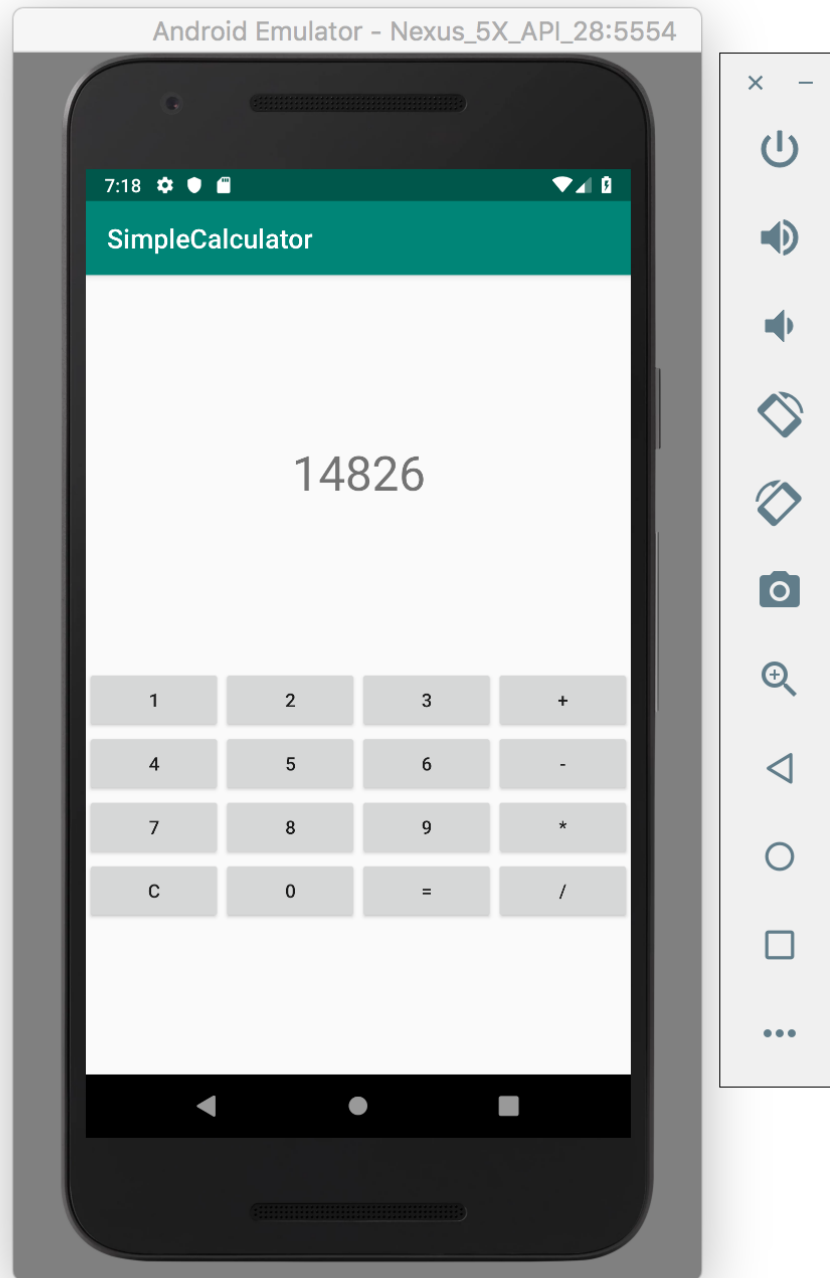 Android Emulator - Nexus_5X_API_28:5554
7:18
SimpleCalculator
14826
1 2 3 +
4 5 6 -
7 8 9 *
C 0 = /